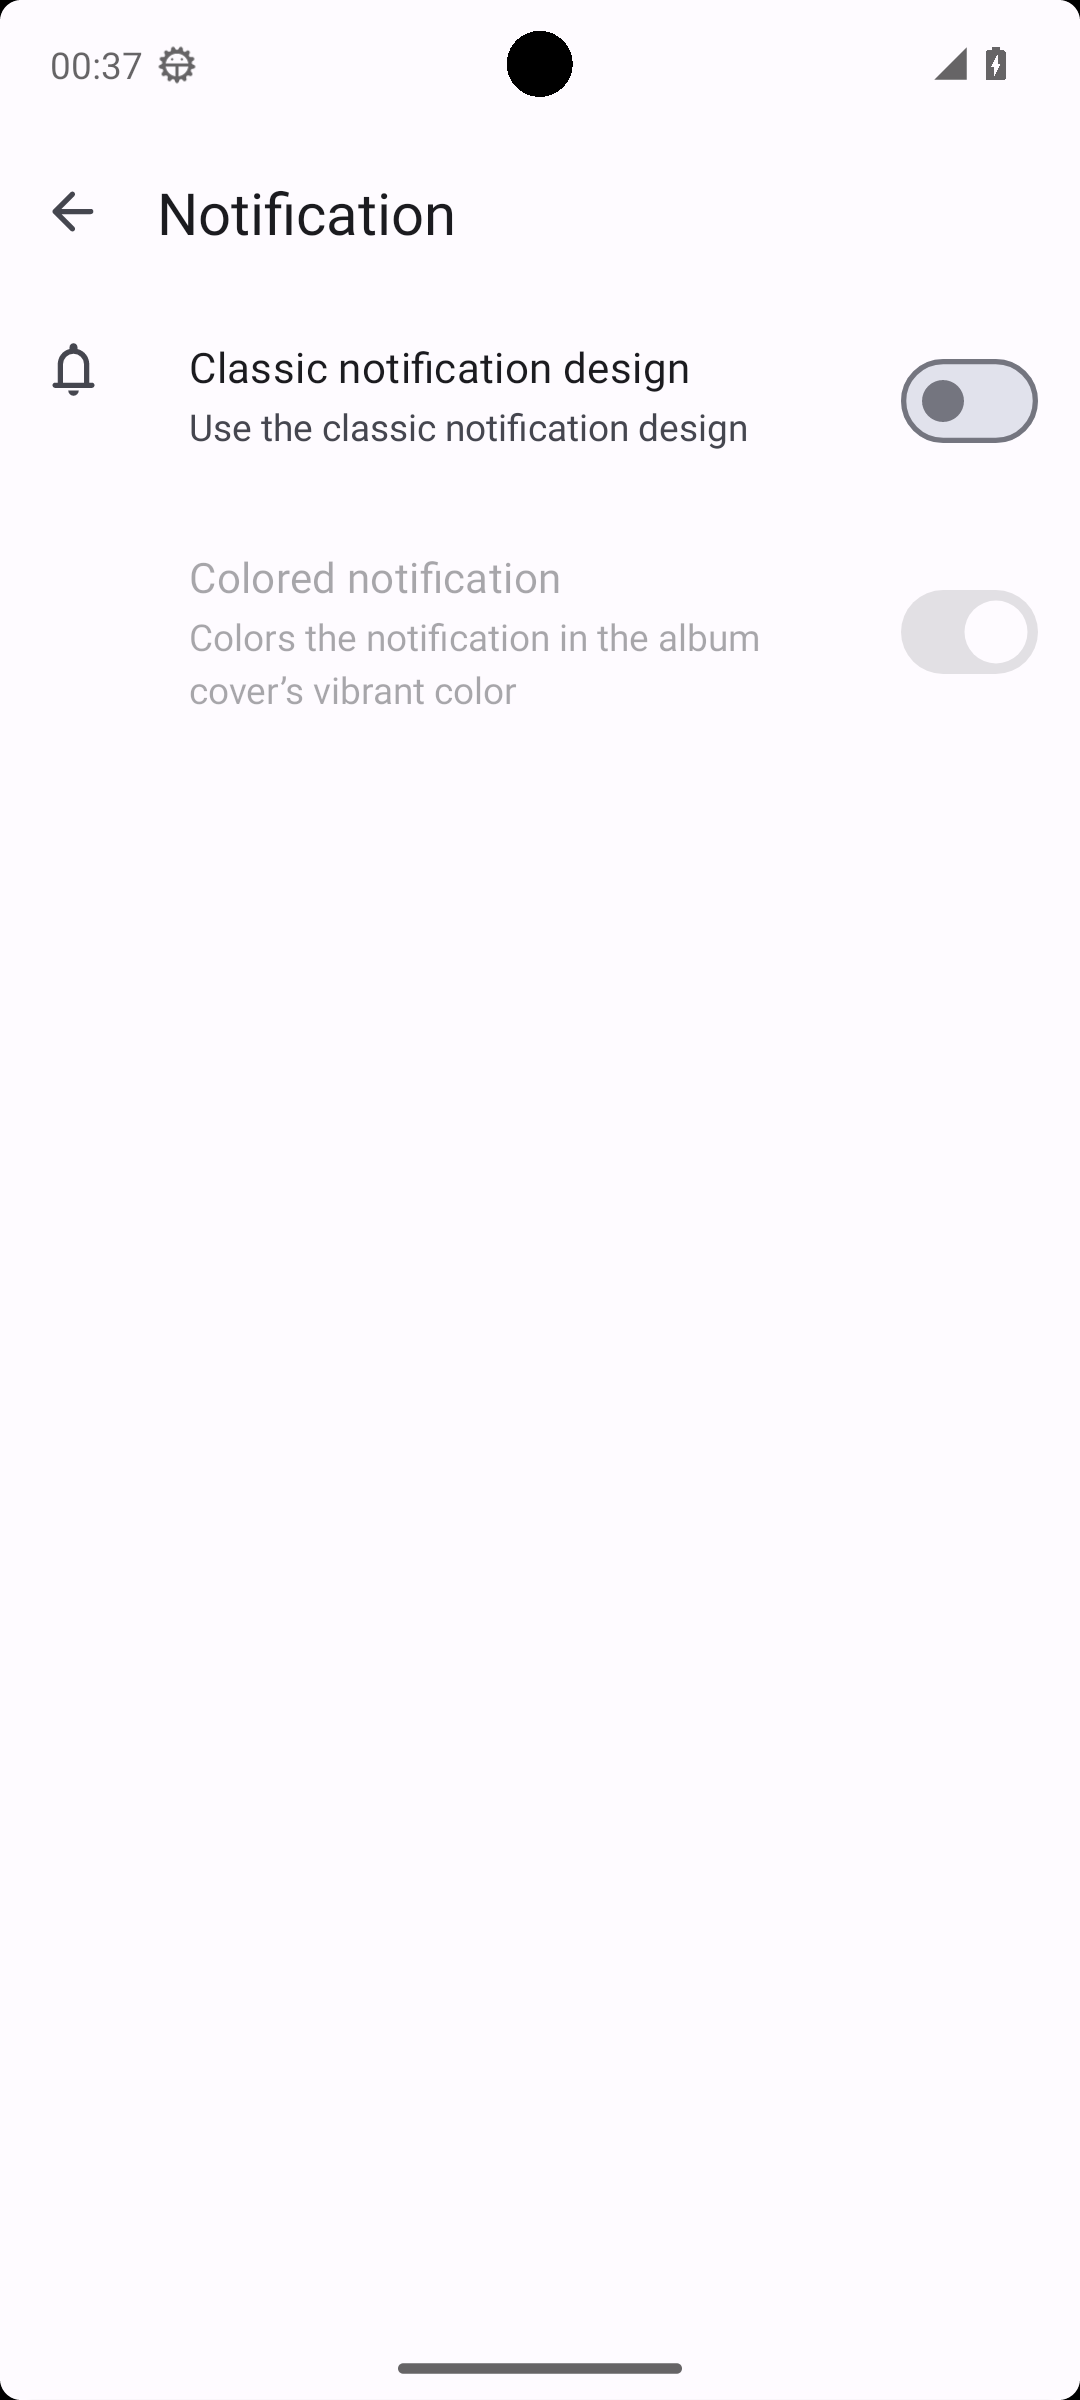 00:37
Notification
Classic notification design
Use the classic notification design
Colored notification
Colors the notification in the album
cover’s vibrant color